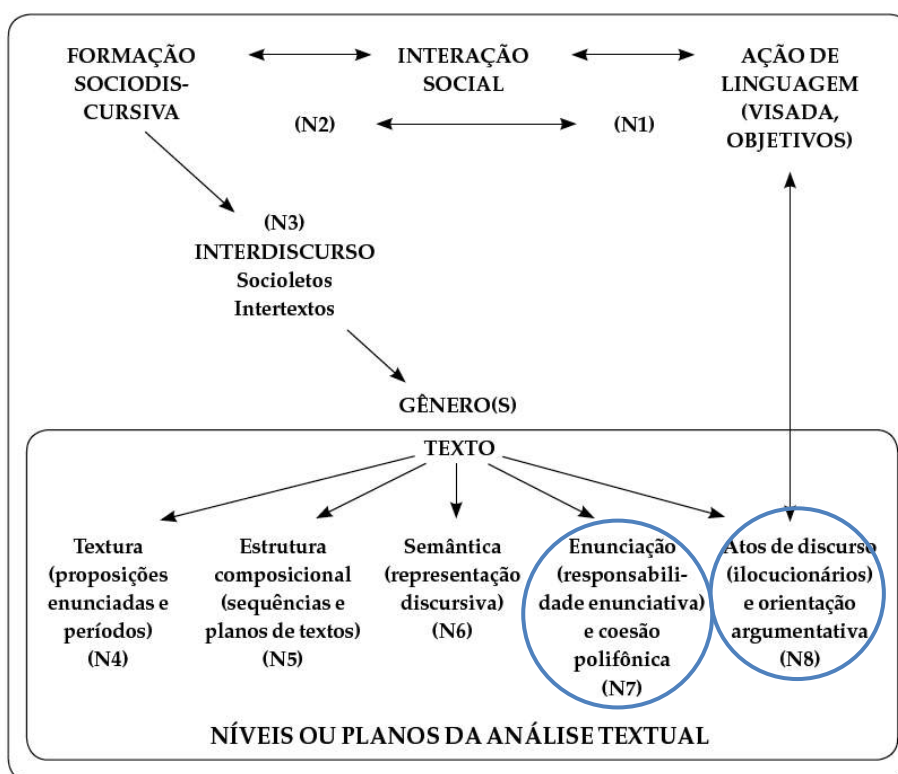 FORMAÇÃO
SOCIODIS-
CURSIVA
INTERAÇÃO
SOCIAL
AÇÃO DE
LINGUAGEM
(VISADA,
OBJETIVOS)
(N2)
(N1)
(N3)
INTERDISCURSO
Socioletos
Intertextos
GÊNERO(S)
TEXTO
Textura
(proposições
enunciadas e
períodos)
(N4)
Estrutura
composicional
(sequências e
planos de textos)
(N5)
Semântica
(representação
discursiva)
(N6)
Enunciação
(responsabili-
dade enunciativa)
e coesão
polifônica
(N7)
Atos de discurso
(ilocucionários)
e orientação
argumentativa
(N8)
NÍVEIS OU PLANOS DA ANÁLISE TEXTUAL